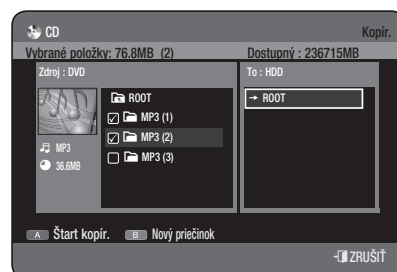 CD
Kopír.
Vybrané položky: 76.8MB (2)
Dostupný : 236715MB
Zdroj : DVD
To : HDD
ROOT
→ ROOT
MP3 (1)
MP3 (2)
MP3 (3)
MP3
36.6MB
A Štart kopír.
B Nový priečinok
ZRUŠIŤ